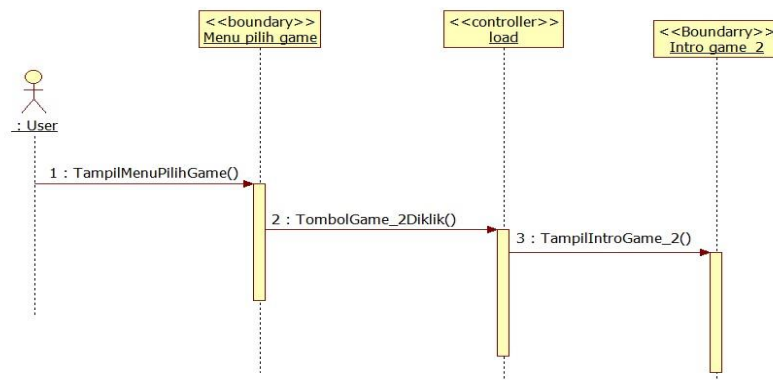 <<boundary>>
Menu pilih game
<<controller>>
load
<<Boundarry>>
Intro game_2
: User
1 : TampilMenuPilihGame()
2 : TombolGame_2Diklik()
3 : TampilIntroGame_2()